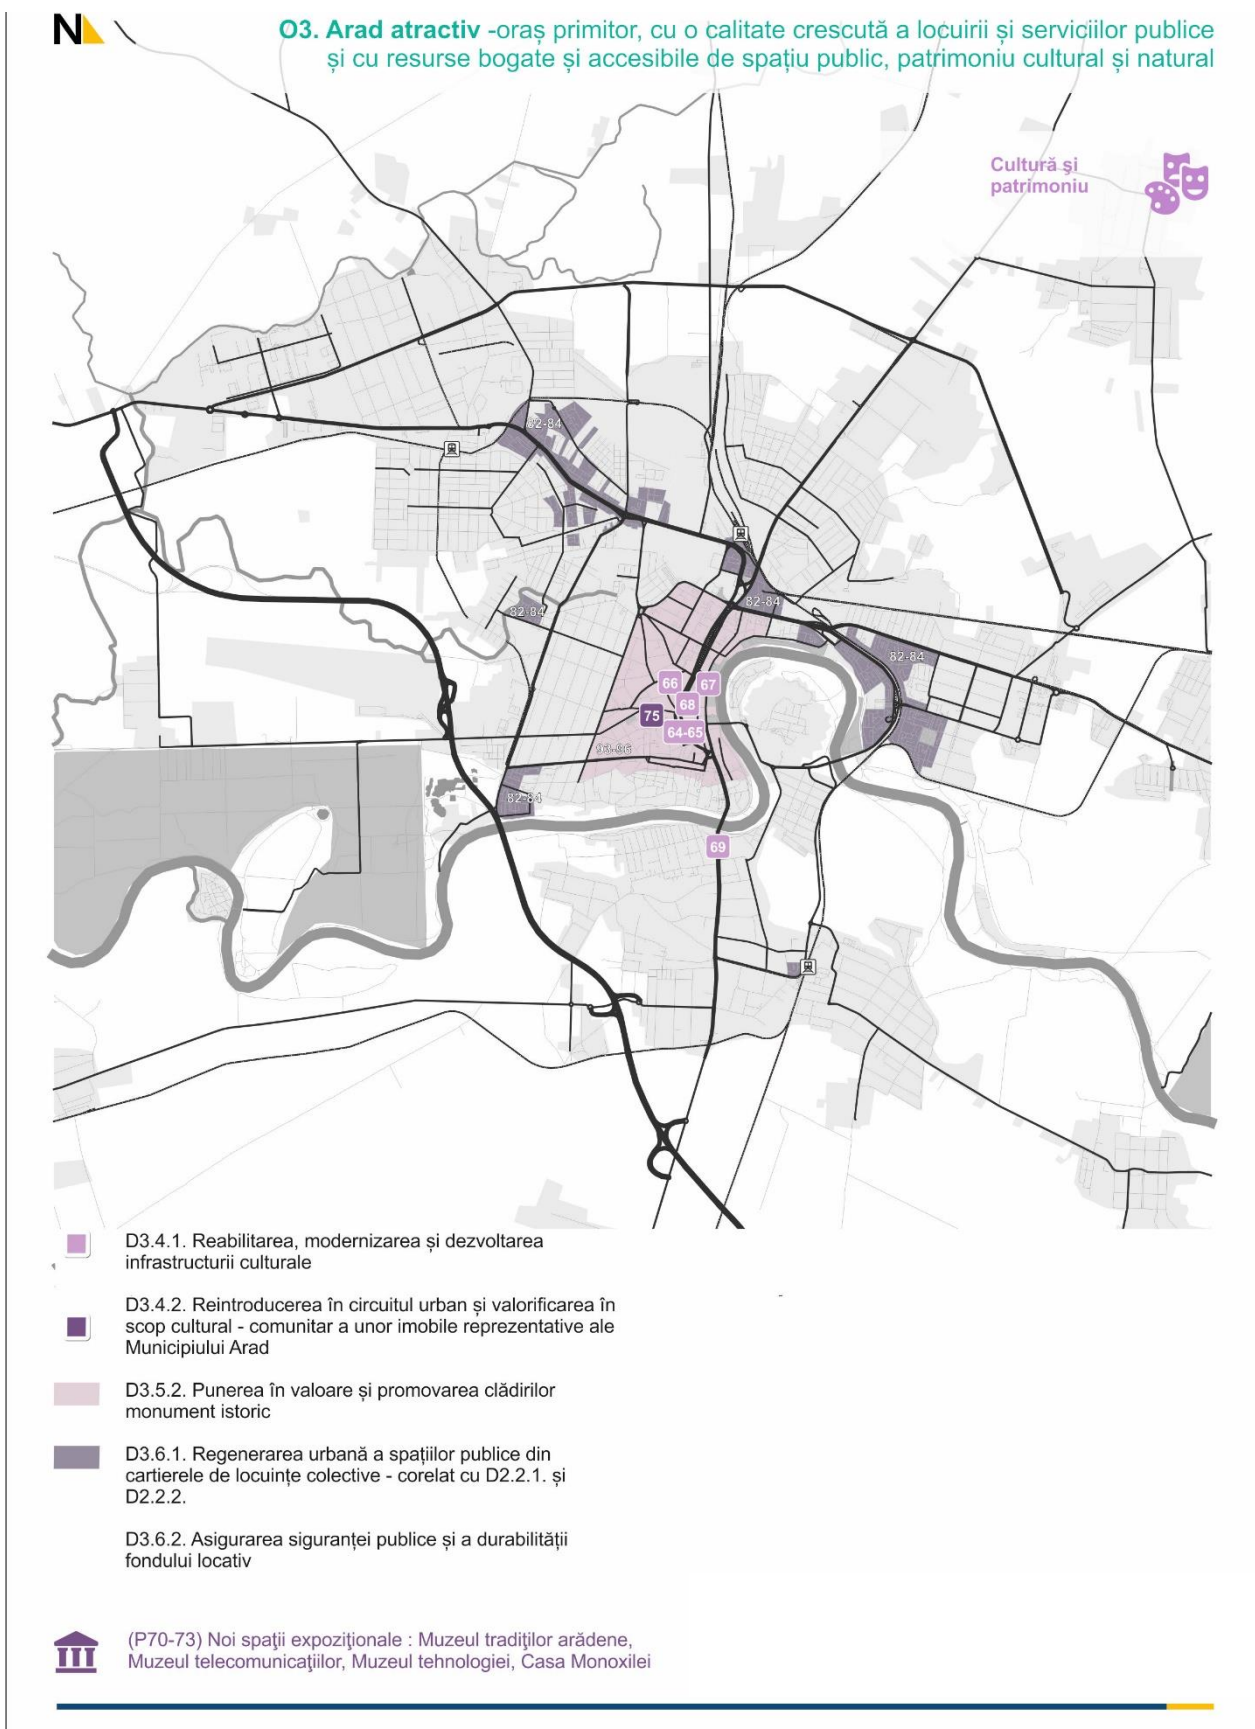 N
O3. Arad atractiv -oraș primitor, cu o calitate crescută a locuirii și serviciilor publice
și cu resurse bogate și accesibile de spațiu public, patrimoniu cultural și natural
Cultură şi
patrimoniu
82-84
82-84
82-84
82-84
66
67
68
75
64-65
93-96
82-84
69
D3.4.1. Reabilitarea, modernizarea și dezvoltarea
infrastructurii culturale
D3.4.2. Reintroducerea în circuitul urban și valorificarea în
scop cultural - comunitar a unor imobile reprezentative ale
Municipiului Arad
D3.5.2. Punerea în valoare și promovarea clădirilor
monument istoric
D3.6.1. Regenerarea urbană a spațiilor publice din
cartierele de locuințe colective - corelat cu D2.2.1. și
D2.2.2.
D3.6.2. Asigurarea siguranței publice și a durabilității
fondului locativ
(P70-73) Noi spaţii expoziţionale : Muzeul tradiţilor arădene,
Muzeul telecomunicaţiilor, Muzeul tehnologiei, Casa Monoxilei